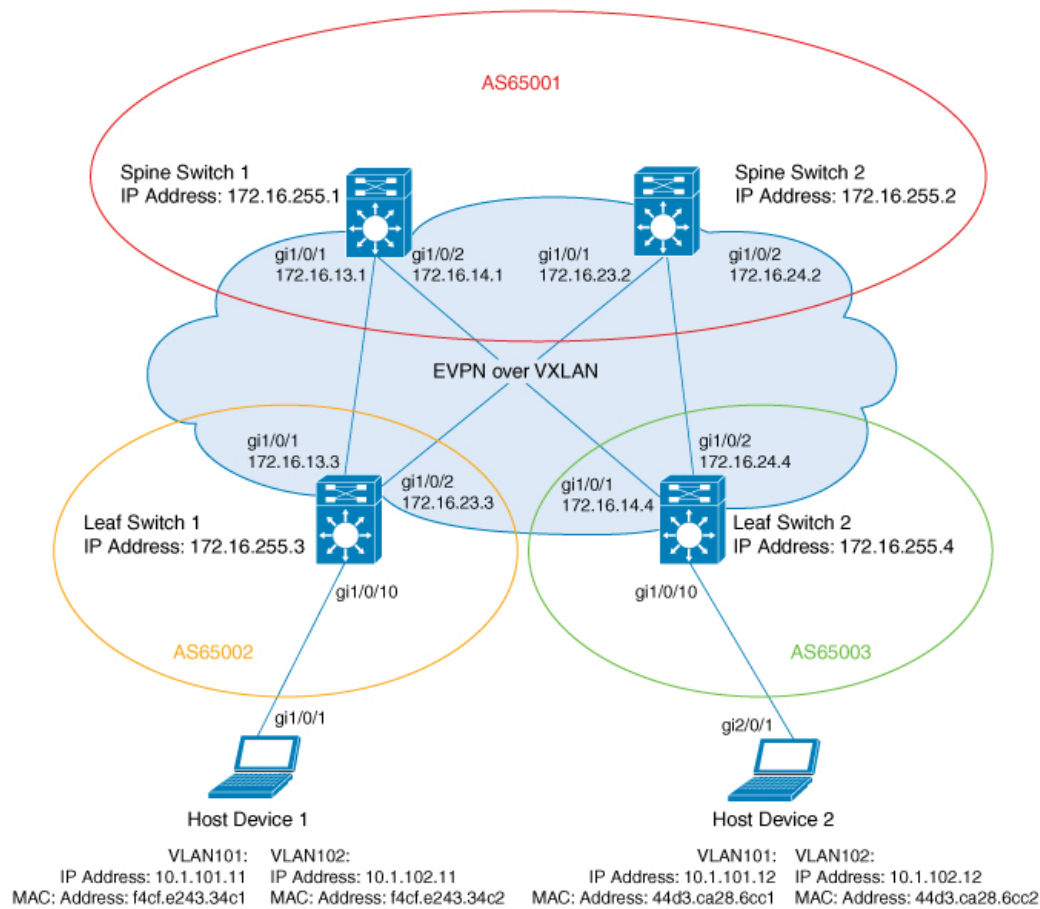 AS65001
Spine Switch 1
IP Address: 172.16.255.1
Spine Switch 2
IP Address: 172.16.255.2
gi1/0/1
172.16.13.1
gi1/0/2
172.16.14.1
gi1/0/1
172.16.23.2
gi1/0/2
172.16.24.2
EVPN over VXLAN
gi1/0/1
172.16.13.3
gi1/0/2
172.16.23.3
gi1/0/1
172.16.14.4
gi1/0/2
172.16.24.4
Leaf Switch 1
IP Address: 172.16.255.3
Leaf Switch 2
IP Address: 172.16.255.4
gi1/0/10
gi1/0/10
AS65002
AS65003
gi1/0/1
gi2/0/1
Host Device 1
Host Device 2
VLAN101:
IP Address: 10.1.101.11
MAC: Address: f4cf.e243.34c1
VLAN102:
IP Address: 10.1.102.11
MAC: Address: f4cf.e243.34c2
VLAN101:
IP Address: 10.1.101.12
MAC: Address: 44d3.ca28.6cc1
VLAN102:
IP Address: 10.1.102.12
MAC: Address: 44d3.ca28.6cc2